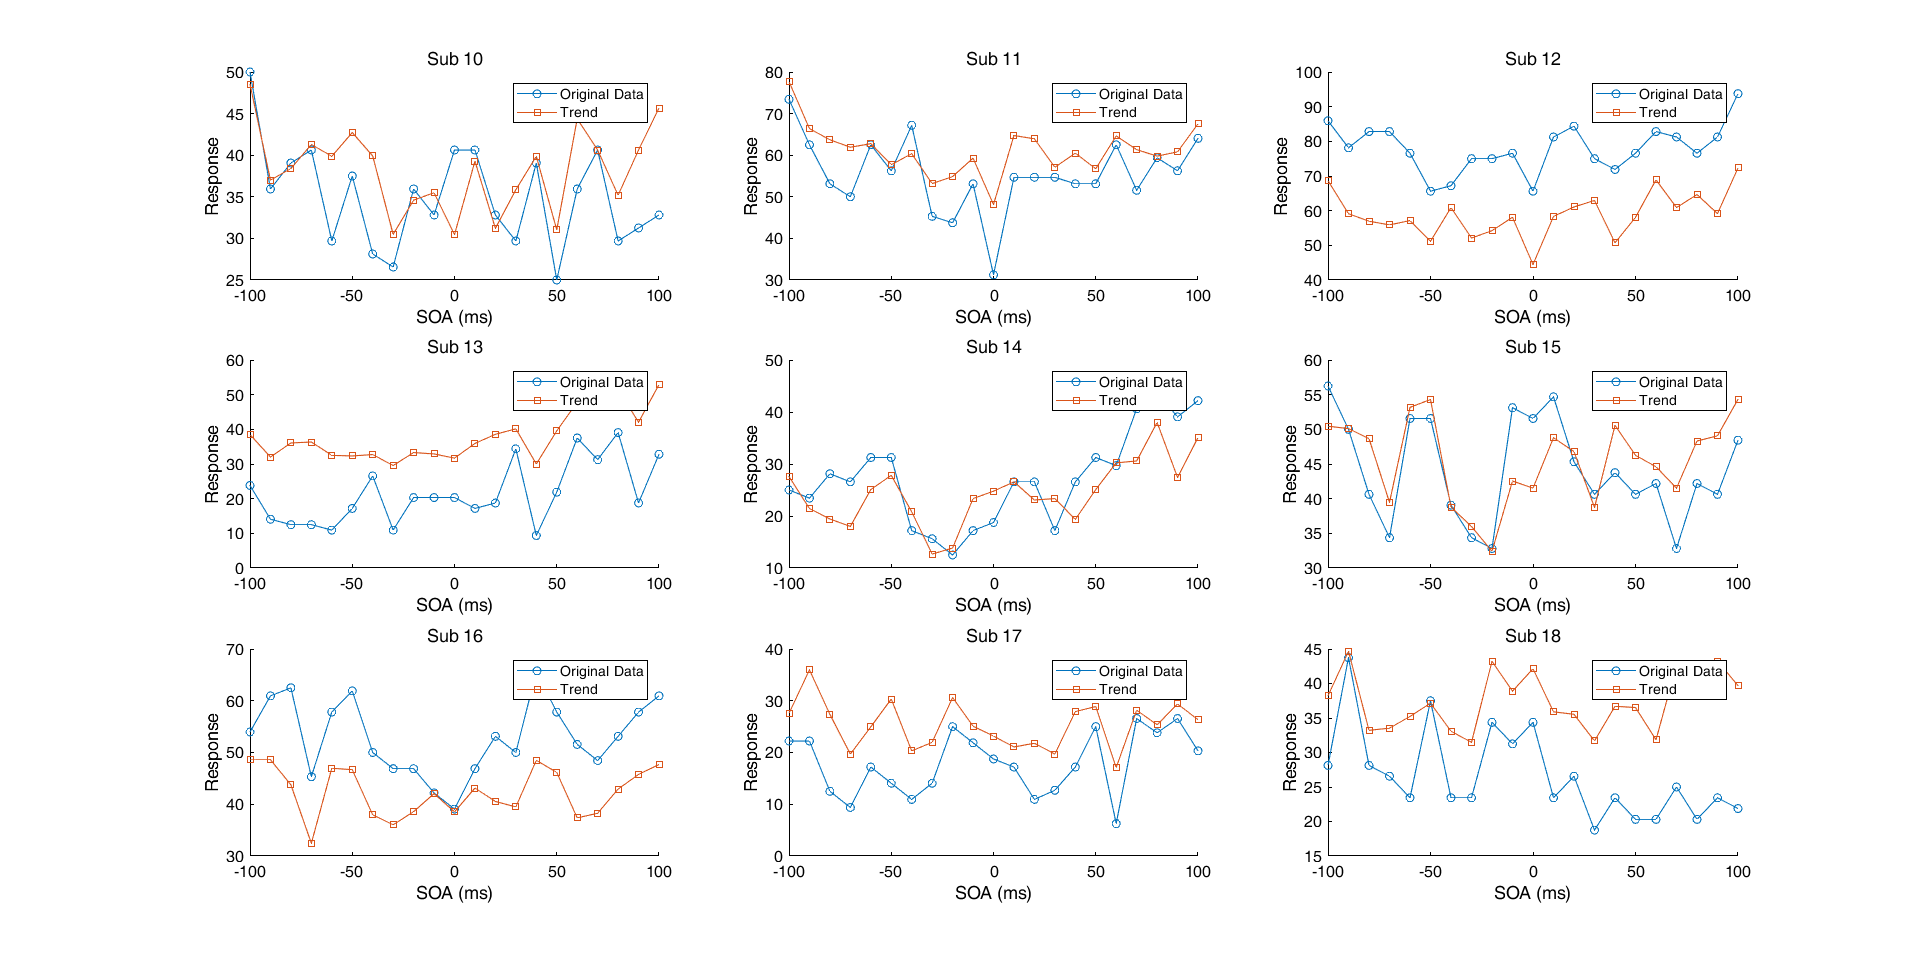 Sub 10
50
45
40
35
30
25
Response
-100 -50 0 50 100
SOA (ms)
Original Data
Trend
Sub 11
80
70
60
50
40
30
Response
-100 -50 0 50 100
SOA (ms)
Original Data
Trend
Sub 12
100
90
80
70
60
50
40
Response
-100 -50 0 50 100
SOA (ms)
Original Data
Trend
Sub 13
60
50
40
30
20
10
0
Response
-100 -50 0 50 100
SOA (ms)
Original Data
Trend
Sub 14
50
40
30
20
10
Response
-100 -50 0 50 100
SOA (ms)
Original Data
Trend
Sub 15
60
55
50
45
40
35
30
Response
-100 -50 0 50 100
SOA (ms)
Original Data
Trend
Sub 16
70
60
50
40
30
Response
-100 -50 0 50 100
SOA (ms)
Original Data
Trend
Sub 17
40
30
20
10
0
Response
-100 -50 0 50 100
SOA (ms)
Original Data
Trend
Sub 18
45
40
35
30
25
20
15
Response
-100 -50 0 50 100
SOA (ms)
Original Data
Trend